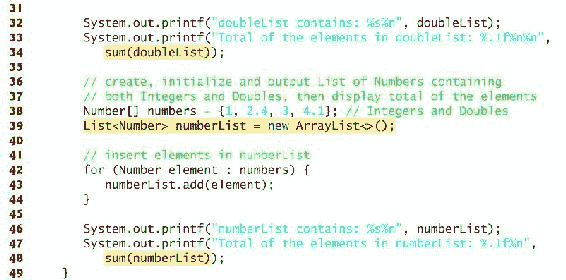 31
32 System.out.printf("doubleList contains: %s%n", doubleList);
33 System.out.printf("Total of the elements in doubleList: %.1f%n%n",
34 sum(doubleList));
35
36 // create, initialize and output List of Numbers containing
37 // both Integers and Doubles, then display total of the elements
38 Number[] numbers = {1, 2.4, 3, 4.1}; // Integers and Doubles
39 List<Number> numberList = new ArrayList<>();
40
41 // insert elements in numberList
42 for (Number element : numbers) {
43 numberList.add(element);
44 }
45
46 System.out.printf("numberList contains: %s%n", numberList);
47 System.out.printf("Total of the elements in numberList: %.1f%n",
48 sum(numberList));
49 }